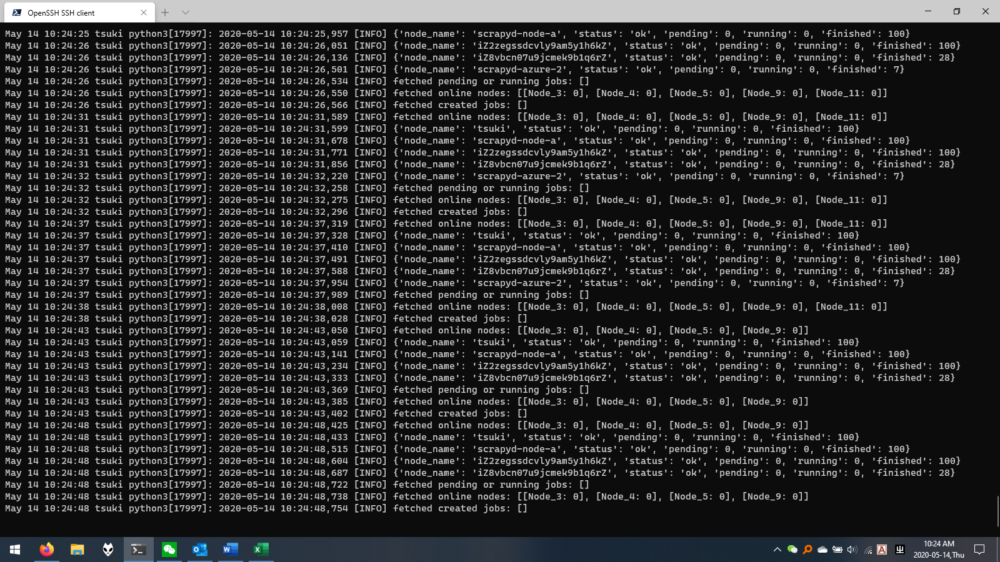 OpenSSH SSH client
May 14 10:24:25 tsuki python3[17997]: 2020-05-14 10:24:25,957 [INFO] {'node_name': 'scrapyd-node-a', 'status': 'ok', 'pending': 0, 'running': 0, 'finished': 100}
May 14 10:24:26 tsuki python3[17997]: 2020-05-14 10:24:26,051 [INFO] {'node_name': 'iZ2zegssdcvly9am5y1h6kZ', 'status': 'ok', 'pending': 0, 'running': 0, 'finished': 100}
May 14 10:24:26 tsuki python3[17997]: 2020-05-14 10:24:26,136 [INFO] {'node_name': 'iZ8vbcn07u9jcmek9b1q6rZ', 'status': 'ok', 'pending': 0, 'running': 0, 'finished': 28}
May 14 10:24:26 tsuki python3[17997]: 2020-05-14 10:24:26,501 [INFO] {'node_name': 'scrapyd-azure-2', 'status': 'ok', 'pending': 0, 'running': 0, 'finished': 7}
May 14 10:24:26 tsuki python3[17997]: 2020-05-14 10:24:26,534 [INFO] fetched pending or running jobs: []
May 14 10:24:26 tsuki python3[17997]: 2020-05-14 10:24:26,550 [INFO] fetched online nodes: [[Node_3: 0], [Node_4: 0], [Node_5: 0], [Node_9: 0], [Node_11: 0]]
May 14 10:24:26 tsuki python3[17997]: 2020-05-14 10:24:26,566 [INFO] fetched created jobs: []
May 14 10:24:31 tsuki python3[17997]: 2020-05-14 10:24:31,589 [INFO] fetched online nodes: [[Node_3: 0], [Node_4: 0], [Node_5: 0], [Node_9: 0], [Node_11: 0]]
May 14 10:24:31 tsuki python3[17997]: 2020-05-14 10:24:31,599 [INFO] {'node_name': 'tsuki', 'status': 'ok', 'pending': 0, 'running': 0, 'finished': 100}
May 14 10:24:31 tsuki python3[17997]: 2020-05-14 10:24:31,678 [INFO] {'node_name': 'scrapyd-node-a', 'status': 'ok', 'pending': 0, 'running': 0, 'finished': 100}
May 14 10:24:31 tsuki python3[17997]: 2020-05-14 10:24:31,771 [INFO] {'node_name': 'iZ2zegssdcvly9am5y1h6kZ', 'status': 'ok', 'pending': 0, 'running': 0, 'finished': 100}
May 14 10:24:31 tsuki python3[17997]: 2020-05-14 10:24:31,856 [INFO] {'node_name': 'iZ8vbcn07u9jcmek9b1q6rZ', 'status': 'ok', 'pending': 0, 'running': 0, 'finished': 28}
May 14 10:24:32 tsuki python3[17997]: 2020-05-14 10:24:32,220 [INFO] {'node_name': 'scrapyd-azure-2', 'status': 'ok', 'pending': 0, 'running': 0, 'finished': 7}
May 14 10:24:32 tsuki python3[17997]: 2020-05-14 10:24:32,258 [INFO] fetched pending or running jobs: []
May 14 10:24:32 tsuki python3[17997]: 2020-05-14 10:24:32,275 [INFO] fetched online nodes: [[Node_3: 0], [Node_4: 0], [Node_5: 0], [Node_9: 0], [Node_11: 0]]
May 14 10:24:32 tsuki python3[17997]: 2020-05-14 10:24:32,296 [INFO] fetched created jobs: []
May 14 10:24:37 tsuki python3[17997]: 2020-05-14 10:24:37,319 [INFO] fetched online nodes: [[Node_3: 0], [Node_4: 0], [Node_5: 0], [Node_9: 0], [Node_11: 0]]
May 14 10:24:37 tsuki python3[17997]: 2020-05-14 10:24:37,328 [INFO] {'node_name': 'tsuki', 'status': 'ok', 'pending': 0, 'running': 0, 'finished': 100}
May 14 10:24:37 tsuki python3[17997]: 2020-05-14 10:24:37,410 [INFO] {'node_name': 'scrapyd-node-a', 'status': 'ok', 'pending': 0, 'running': 0, 'finished': 100}
May 14 10:24:37 tsuki python3[17997]: 2020-05-14 10:24:37,491 [INFO] {'node_name': 'iZ2zegssdcvly9am5y1h6kZ', 'status': 'ok', 'pending': 0, 'running': 0, 'finished': 100}
May 14 10:24:37 tsuki python3[17997]: 2020-05-14 10:24:37,588 [INFO] {'node_name': 'iZ8vbcn07u9jcmek9b1q6rZ', 'status': 'ok', 'pending': 0, 'running': 0, 'finished': 28}
May 14 10:24:37 tsuki python3[17997]: 2020-05-14 10:24:37,954 [INFO] {'node_name': 'scrapyd-azure-2', 'status': 'ok', 'pending': 0, 'running': 0, 'finished': 7}
May 14 10:24:37 tsuki python3[17997]: 2020-05-14 10:24:37,989 [INFO] fetched pending or running jobs: []
May 14 10:24:38 tsuki python3[17997]: 2020-05-14 10:24:38,008 [INFO] fetched online nodes: [[Node_3: 0], [Node_4: 0], [Node_5: 0], [Node_9: 0], [Node_11: 0]]
May 14 10:24:38 tsuki python3[17997]: 2020-05-14 10:24:38,028 [INFO] fetched created jobs: []
May 14 10:24:43 tsuki python3[17997]: 2020-05-14 10:24:43,050 [INFO] fetched online nodes: [[Node_3: 0], [Node_4: 0], [Node_5: 0], [Node_9: 0]]
May 14 10:24:43 tsuki python3[17997]: 2020-05-14 10:24:43,059 [INFO] {'node_name': 'tsuki', 'status': 'ok', 'pending': 0, 'running': 0, 'finished': 100}
May 14 10:24:43 tsuki python3[17997]: 2020-05-14 10:24:43,141 [INFO] {'node_name': 'scrapyd-node-a', 'status': 'ok', 'pending': 0, 'running': 0, 'finished': 100}
May 14 10:24:43 tsuki python3[17997]: 2020-05-14 10:24:43,234 [INFO] {'node_name': 'iZ2zegssdcvly9am5y1h6kZ', 'status': 'ok', 'pending': 0, 'running': 0, 'finished': 100}
May 14 10:24:43 tsuki python3[17997]: 2020-05-14 10:24:43,333 [INFO] {'node_name': 'iZ8vbcn07u9jcmek9b1q6rZ', 'status': 'ok', 'pending': 0, 'running': 0, 'finished': 28}
May 14 10:24:43 tsuki python3[17997]: 2020-05-14 10:24:43,369 [INFO] fetched pending or running jobs: []
May 14 10:24:43 tsuki python3[17997]: 2020-05-14 10:24:43,385 [INFO] fetched online nodes: [[Node_3: 0], [Node_4: 0], [Node_5: 0], [Node_9: 0]]
May 14 10:24:43 tsuki python3[17997]: 2020-05-14 10:24:43,402 [INFO] fetched created jobs: []
May 14 10:24:48 tsuki python3[17997]: 2020-05-14 10:24:48,425 [INFO] fetched online nodes: [[Node_3: 0], [Node_4: 0], [Node_5: 0], [Node_9: 0]]
May 14 10:24:48 tsuki python3[17997]: 2020-05-14 10:24:48,433 [INFO] {'node_name': 'tsuki', 'status': 'ok', 'pending': 0, 'running': 0, 'finished': 100}
May 14 10:24:48 tsuki python3[17997]: 2020-05-14 10:24:48,515 [INFO] {'node_name': 'scrapyd-node-a', 'status': 'ok', 'pending': 0, 'running': 0, 'finished': 100}
May 14 10:24:48 tsuki python3[17997]: 2020-05-14 10:24:48,604 [INFO] {'node_name': 'iZ2zegssdcvly9am5y1h6kZ', 'status': 'ok', 'pending': 0, 'running': 0, 'finished': 100}
May 14 10:24:48 tsuki python3[17997]: 2020-05-14 10:24:48,687 [INFO] {'node_name': 'iZ8vbcn07u9jcmek9b1q6rZ', 'status': 'ok', 'pending': 0, 'running': 0, 'finished': 28}
May 14 10:24:48 tsuki python3[17997]: 2020-05-14 10:24:48,722 [INFO] fetched pending or running jobs: []
May 14 10:24:48 tsuki python3[17997]: 2020-05-14 10:24:48,738 [INFO] fetched online nodes: [[Node_3: 0], [Node_4: 0], [Node_5: 0], [Node_9: 0]]
May 14 10:24:48 tsuki python3[17997]: 2020-05-14 10:24:48,754 [INFO] fetched created jobs: []
10:24 AM
2020-05-14,Thu